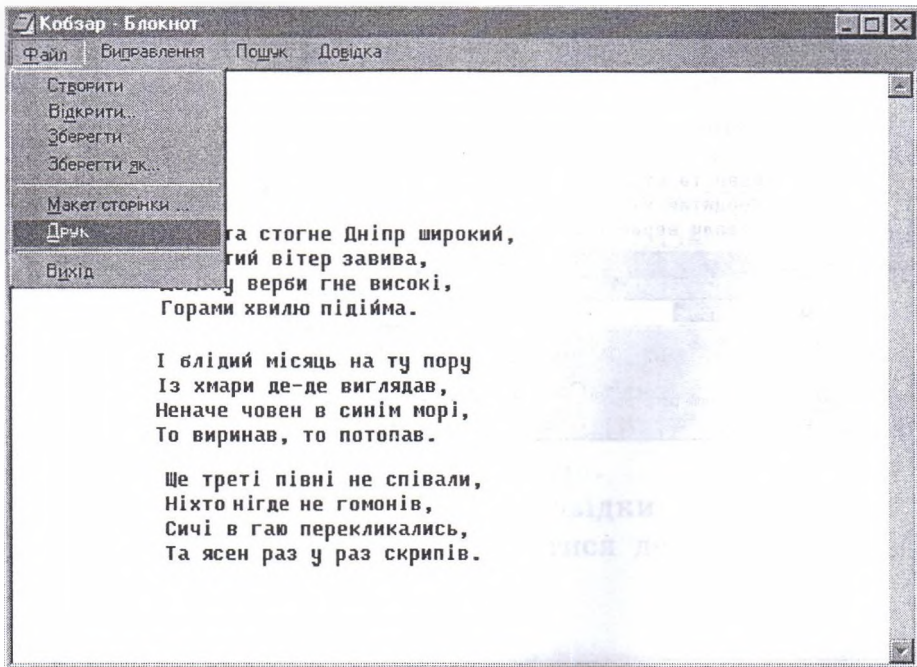 Кобзар - Блокнот
Файл Виправлення Пошук Довідка
Створити
Відкрити...
Зберегти
Зберегти як...
Макет сторінки ...
Друк
Вихід
та стогне Дніпр широкий,
тий вітер завива,
верби гне високі,
Горами хвилю підійма.
І блідий місяць на ту пору
Із хмари де-де виглядав,
Неначе човен в синім морі,
То виринав, то потопав.
Ще треті півні не співали,
Ніхто нігде не гомонів,
Сичі в гаю перекликались,
Та ясен раз у раз скрипів.